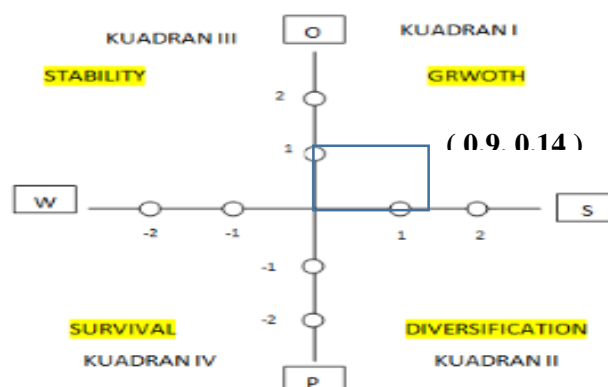 KUADRAN III
O
KUADRAN I
STABILITY
GRWOTH
2
1
( 0.9, 0.14 )
W
S
-2
-1
1
2
-1
-2
SURVIVAL
DIVERSIFICATION
KUADRAN IV
KUADRAN II
P